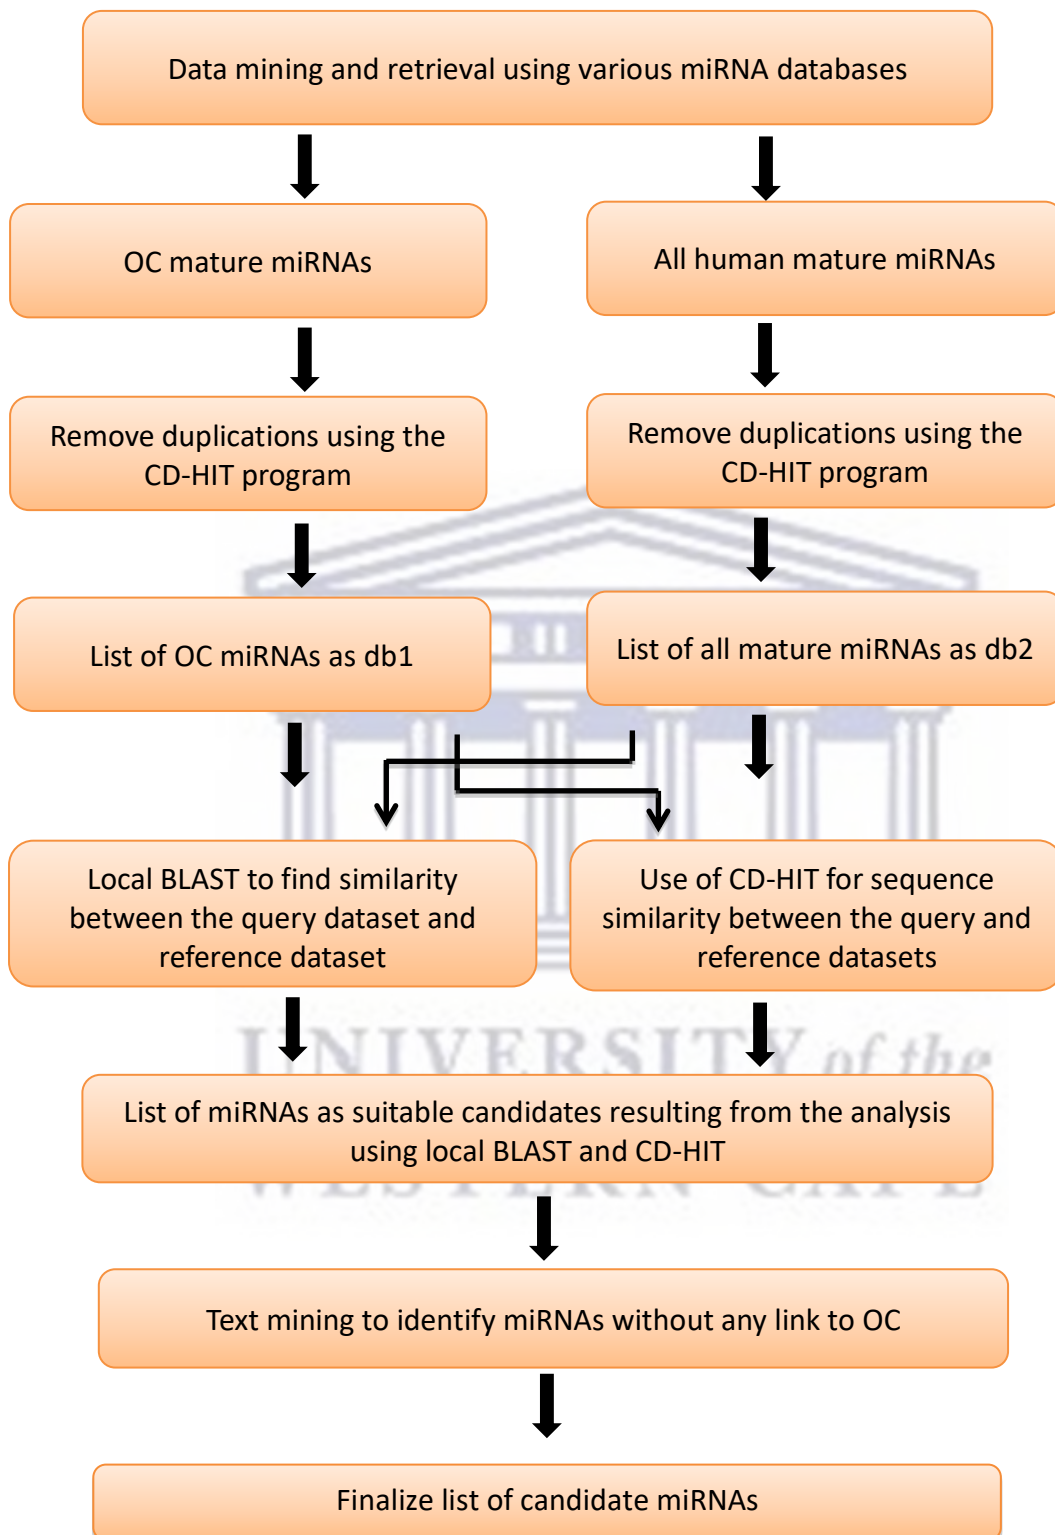 Data mining and retrieval using various miRNA databases
OC mature miRNAs
All human mature miRNAs
Remove duplications using the
CD-HIT program
Remove duplications using the
CD-HIT program
List of OC miRNAs as db1
List of all mature miRNAs as db2
Local BLAST to find similarity
between the query dataset and
reference dataset
Use of CD-HIT for sequence
similarity between the query and
reference datasets
UNIVERSITY of the
List of miRNAs as suitable candidates resulting from the analysis
using local BLAST and CD-HIT
WESTERN CAPE
Text mining to identify miRNAs without any link to OC
Finalize list of candidate miRNAs